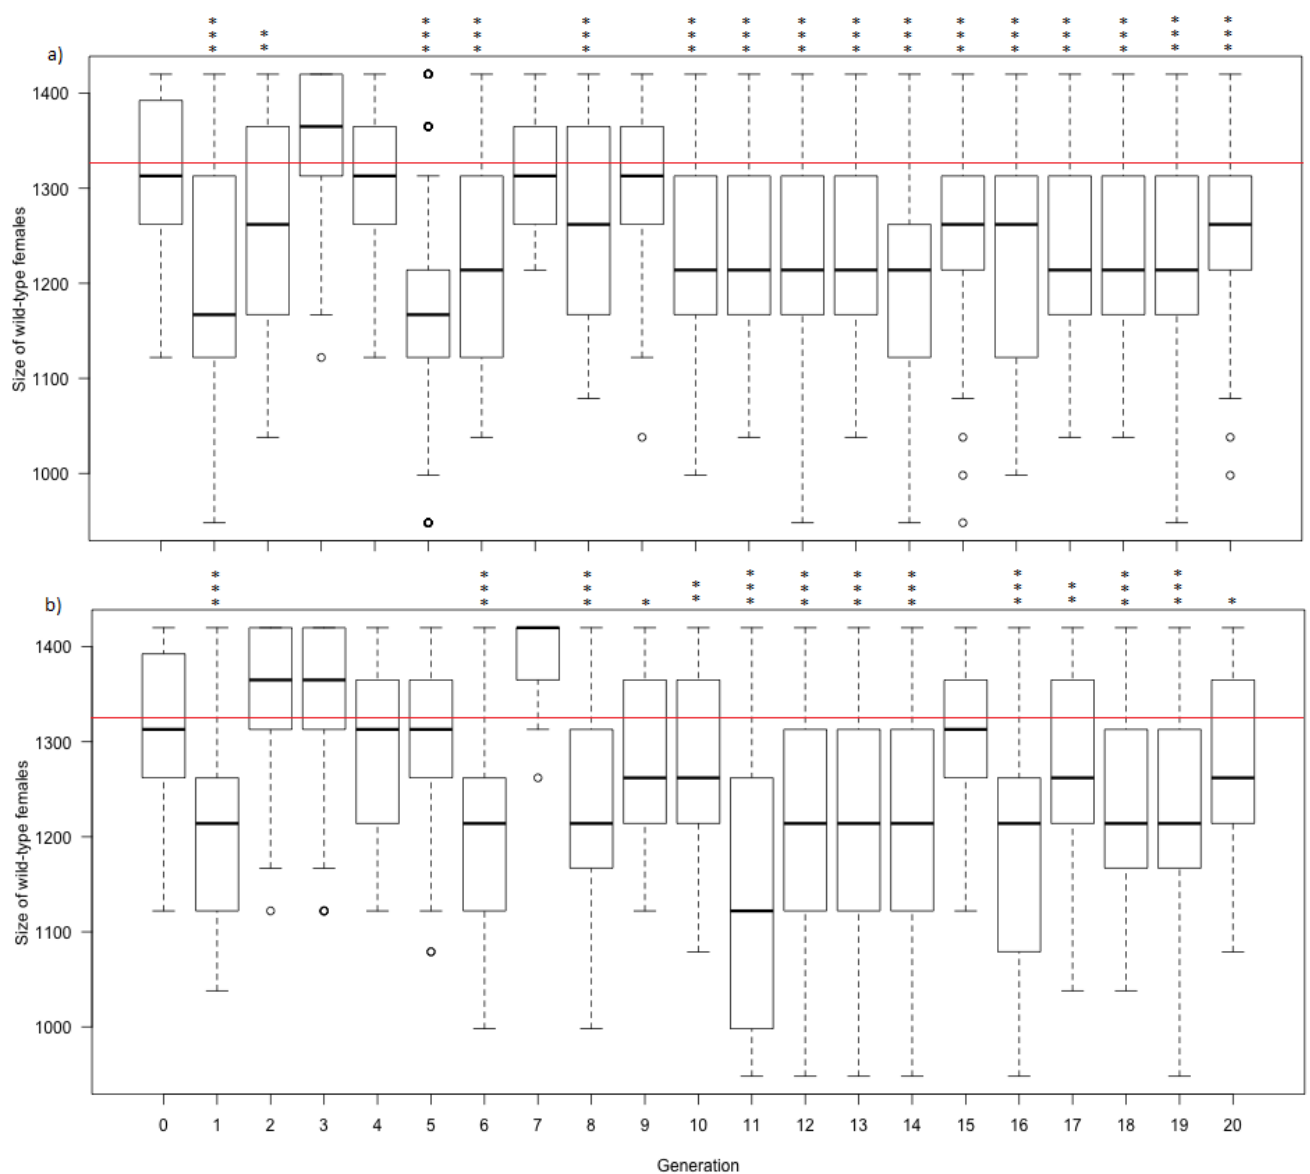 *** ** *** *** *** *** *** *** *** *** *** *** *** *** *** ***
a)
1400
1300
1200
1100
1000
Size of wild-type females
*** *** *** * ** *** *** *** *** *** ** *** *** *
b)
1400
1300
1200
1100
1000
Size of wild-type females
0 1 2 3 4 5 6 7 8 9 10 11 12 13 14 15 16 17 18 19 20
Generation